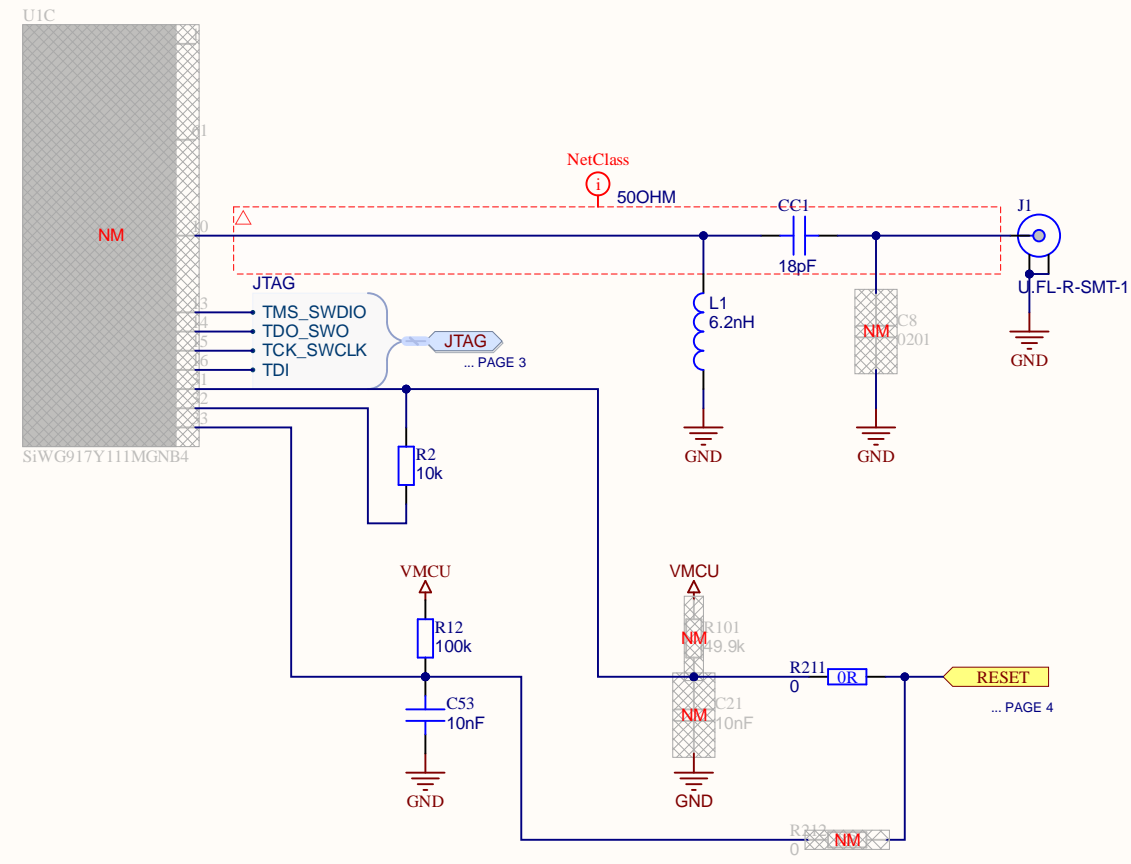 U1C
NM
SiWG917Y111MGNB4
NetClass
i
50OHM
CC1
18pF
J1
U.FL-R-SMT-1
GND
L1
6.2nH
GND
NM
C8
0201
GND
JTAG
TMS_SWDIO
TDO_SWO
TCK_SWCLK
TDI
JTAG
... PAGE 3
R2
10k
VMCU
R12
100k
C53
10nF
GND
VMCU
NM
R101
49.9k
NM
C21
10nF
GND
R211
0R
0
RESET
... PAGE 4
R212
NM
0